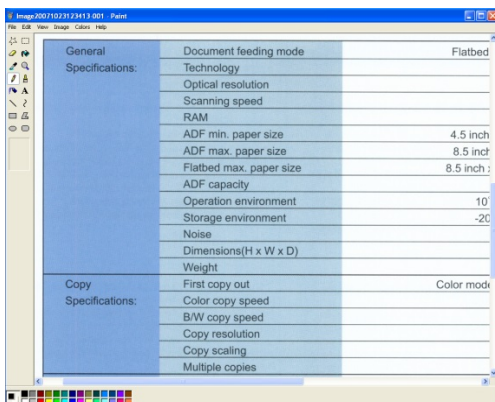 Image20071023123413-001 - Paint
File Edit View Image Colors Help
General Document feeding mode Flatbed
Specifications: Technology
Optical resolution
Scanning speed
RAM
ADF min. paper size 4.5 inch
ADF max. paper size 8.5 inch
Flatbed max. paper size 8.5 inch
ADF capacity
Operation environment 10
Storage environment -20
Noise
Dimensions(H x W x D)
Weight
Copy First copy out Color mode
Specifications: Color copy speed
B/W copy speed
Copy resolution
Copy scaling
Multiple copies